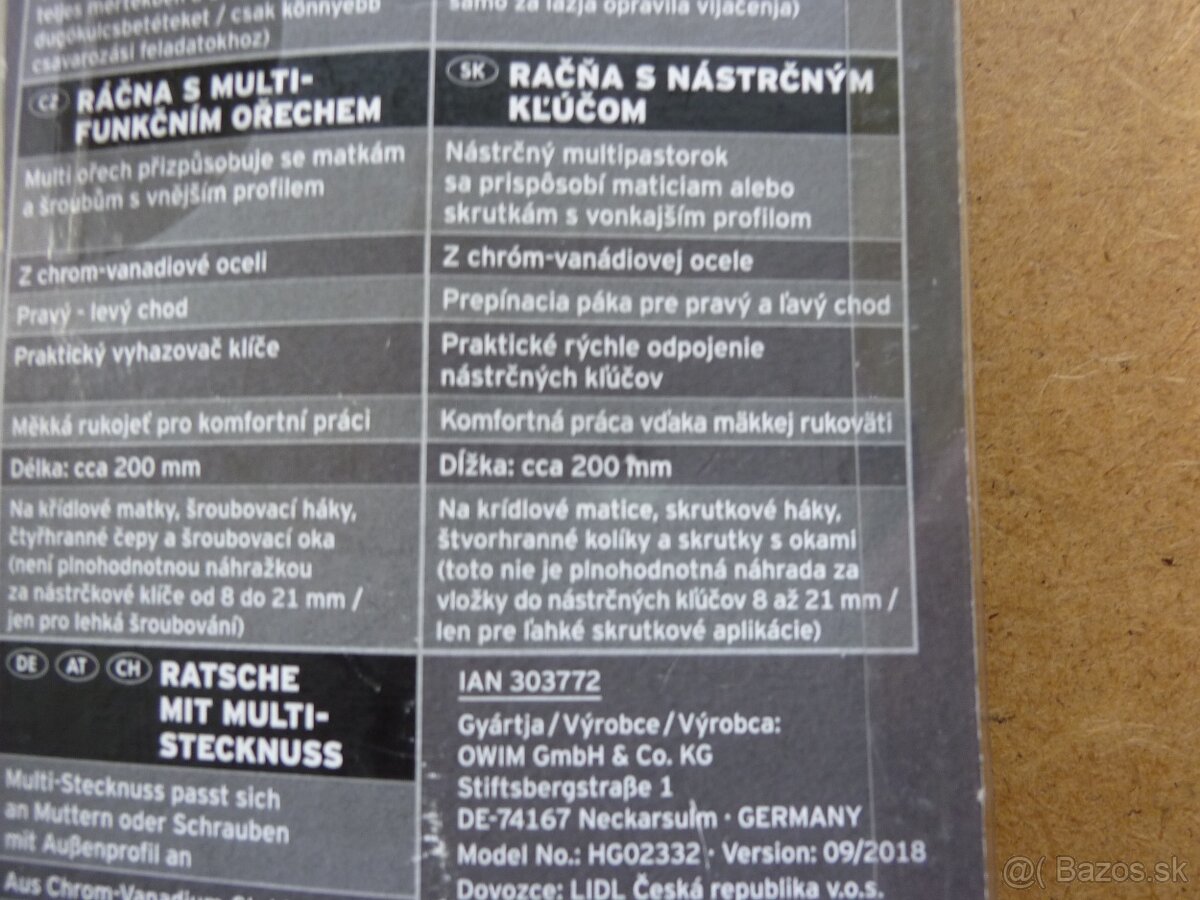 teljes mértékben a
dugókulcsbetéteket / csak könnyebb
csavarozási feladatokhoz)
samo za lažja opravila vijačenja)
CZ RÁČNA S MULTI-
FUNKČNÍM OŘECHEM
Multi ořech přizpůsobuje se matkám
a šroubům s vnějším profilem
Z chrom-vanadiové oceli
Pravý - levý chod
Praktický vyhazovač klíče
Měkká rukojeť pro komfortní práci
Délka: cca 200 mm
Na křídlové matky, šroubovací háky,
čtyřhranné čepy a šroubovací oka
(není plnohodnotnou náhražkou
za nástrčkové klíče od 8 do 21 mm /
jen pro lehká šroubování)
SK RAČŇA S NÁSTRČNÝM
KĽÚČOM
Nástrčný multipastorok
sa prispôsobí maticiam alebo
skrutkám s vonkajším profilom
Z chróm-vanádiovej ocele
Prepínacia páka pre pravý a ľavý chod
Praktické rýchle odpojenie
nástrčných kľúčov
Komfortná práca vďaka mäkkej rukoväti
Dĺžka: cca 200 mm
Na krídlové matice, skrutkové háky,
štvorhranné kolíky a skrutky s okami
(toto nie je plnohodnotná náhrada za
vložky do nástrčných kľúčov 8 až 21 mm /
len pre ľahké skrutkové aplikácie)
DE AT CH RATSCHE
MIT MULTI-
STECKNUSS
Multi-Stecknuss passt sich
an Muttern oder Schrauben
mit Außenprofil an
Aus Chrom-Vanadium
IAN 303772
Gyártja/Výrobce/Výrobca:
OWIM GmbH & Co. KG
Stiftsbergstraße 1
DE-74167 Neckarsulm · GERMANY
Model No.: HG02332 · Version: 09/2018
Dovozce: LIDL Česká republika v.o.s.
@( Bazos.sk